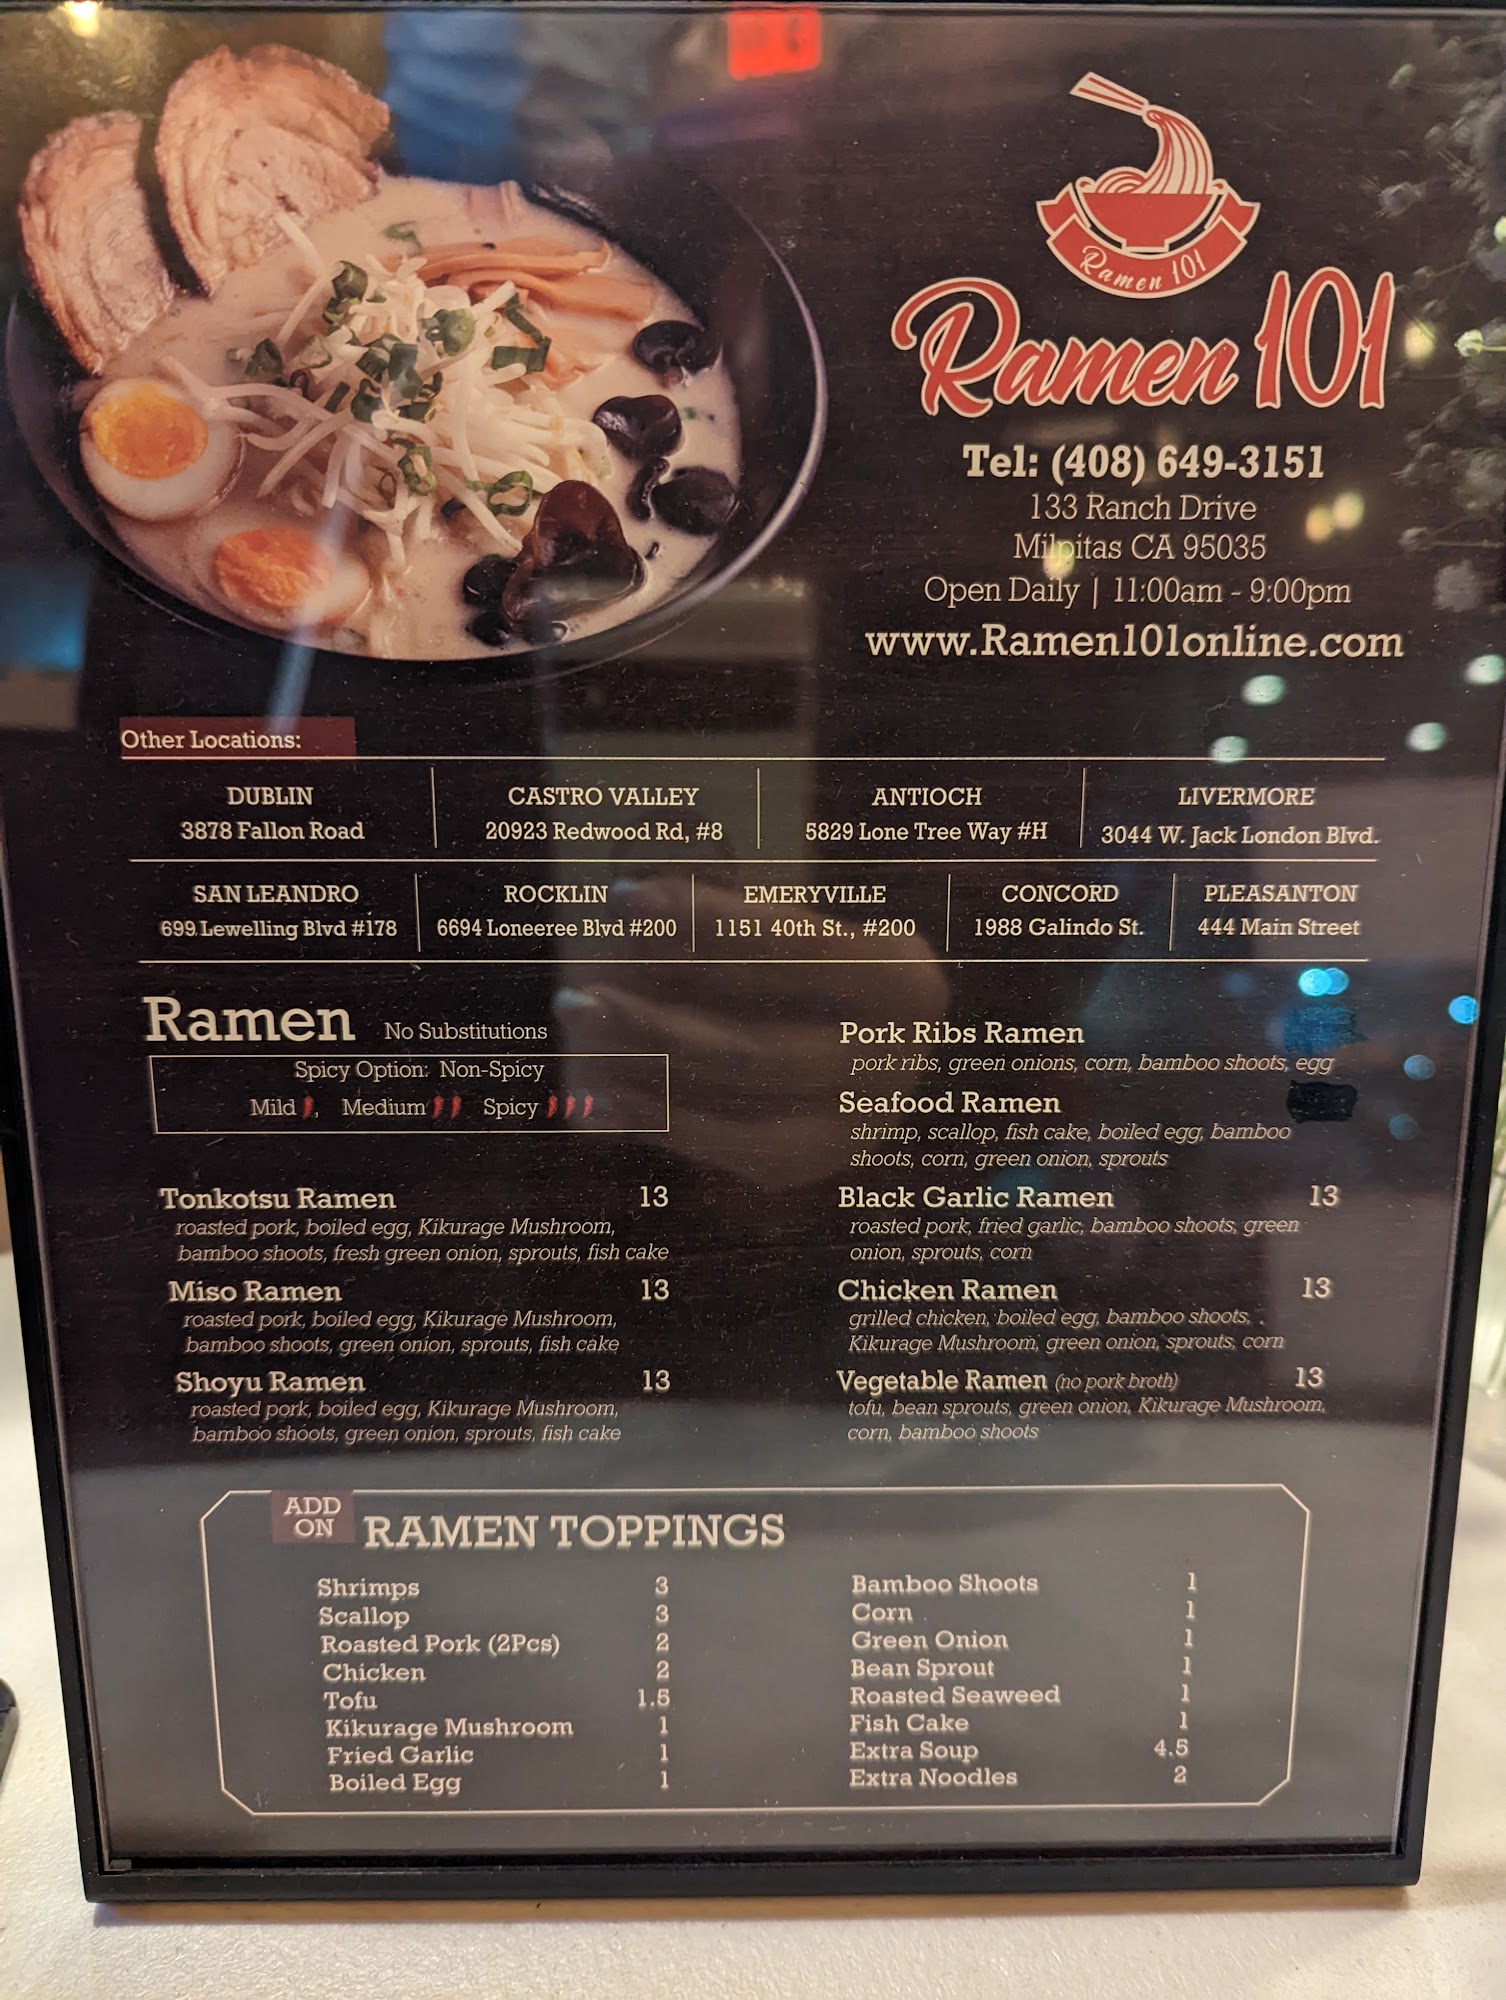 Ramen 101
Ramen 101
Tel: (408) 649-3151
133 Ranch Drive
Milpitas CA 95035
Open Daily | 11:00am - 9:00pm
www.Ramen101online.com
Other Locations:
DUBLIN
3878 Fallon Road
CASTRO VALLEY
20923 Redwood Rd, #8
ANTIOCH
5829 Lone Tree Way #H
LIVERMORE
3044 W. Jack London Blvd.
SAN LEANDRO
699 Lewelling Blvd #178
ROCKLIN
6694 Loneeree Blvd #200
EMERYVILLE
1151 40th St., #200
CONCORD
1988 Galindo St.
PLEASANTON
444 Main Street
Ramen No Substitutions
Spicy Option: Non-Spicy
Mild , Medium Spicy
Tonkotsu Ramen 13
roasted pork, boiled egg, Kikurage Mushroom,
bamboo shoots, fresh green onion, sprouts, fish cake
Miso Ramen 13
roasted pork, boiled egg, Kikurage Mushroom,
bamboo shoots, green onion, sprouts, fish cake
Shoyu Ramen 13
roasted pork, boiled egg, Kikurage Mushroom,
bamboo shoots, green onion, sprouts, fish cake
Pork Ribs Ramen
pork ribs, green onions, corn, bamboo shoots, egg
Seafood Ramen
shrimp, scallop, fish cake, boiled egg, bamboo
shoots, corn, green onion, sprouts
Black Garlic Ramen 13
roasted pork, fried garlic, bamboo shoots, green
onion, sprouts, corn
Chicken Ramen 13
grilled chicken, boiled egg, bamboo shoots,
Kikurage Mushroom, green onion, sprouts, corn
Vegetable Ramen (no pork broth) 13
tofu, bean sprouts, green onion, Kikurage Mushroom,
corn, bamboo shoots
ADD
ON
RAMEN TOPPINGS
Shrimps 3
Scallop 3
Roasted Pork (2Pcs) 2
Chicken 2
Tofu 1.5
Kikurage Mushroom 1
Fried Garlic 1
Boiled Egg 1
Bamboo Shoots 1
Corn 1
Green Onion 1
Bean Sprout 1
Roasted Seaweed 1
Fish Cake 1
Extra Soup 4.5
Extra Noodles 2